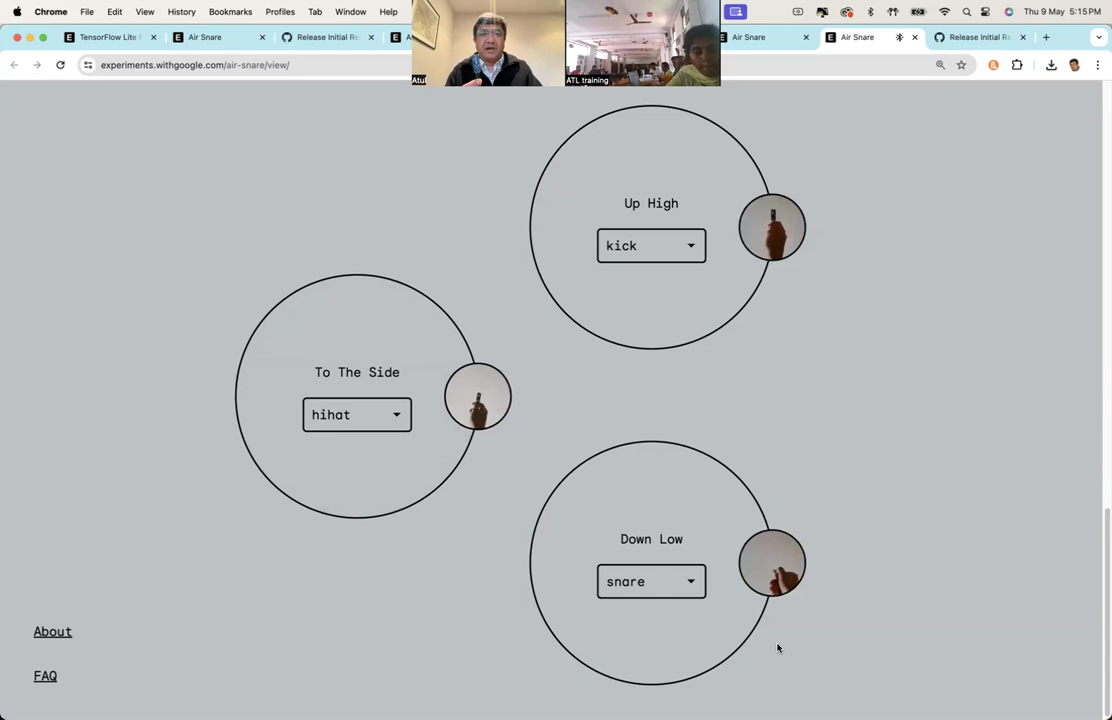 Chrome File Edit View History Bookmarks Profiles Tab Window Help
Thu 9 May 5:15 PM
TensorFlow Lite
Air Snare
Release Initial R
Air Snare
Air Snare
Release Initial Re
experiments.withgoogle.com/air-snare/view/
Atul
ATL training
Up High
kick
To The Side
hihat
Down Low
snare
About
FAQ